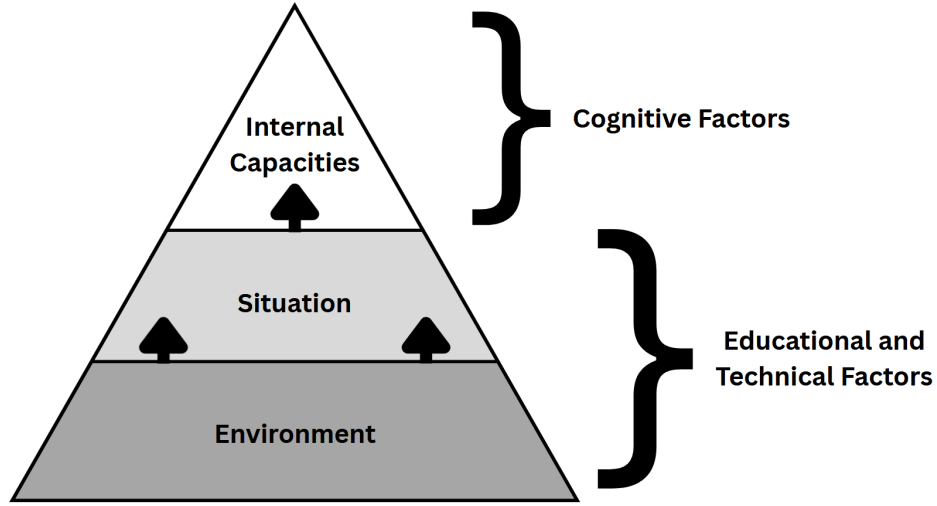 Internal
Capacities
Cognitive Factors
Situation
Educational and
Technical Factors
Environment